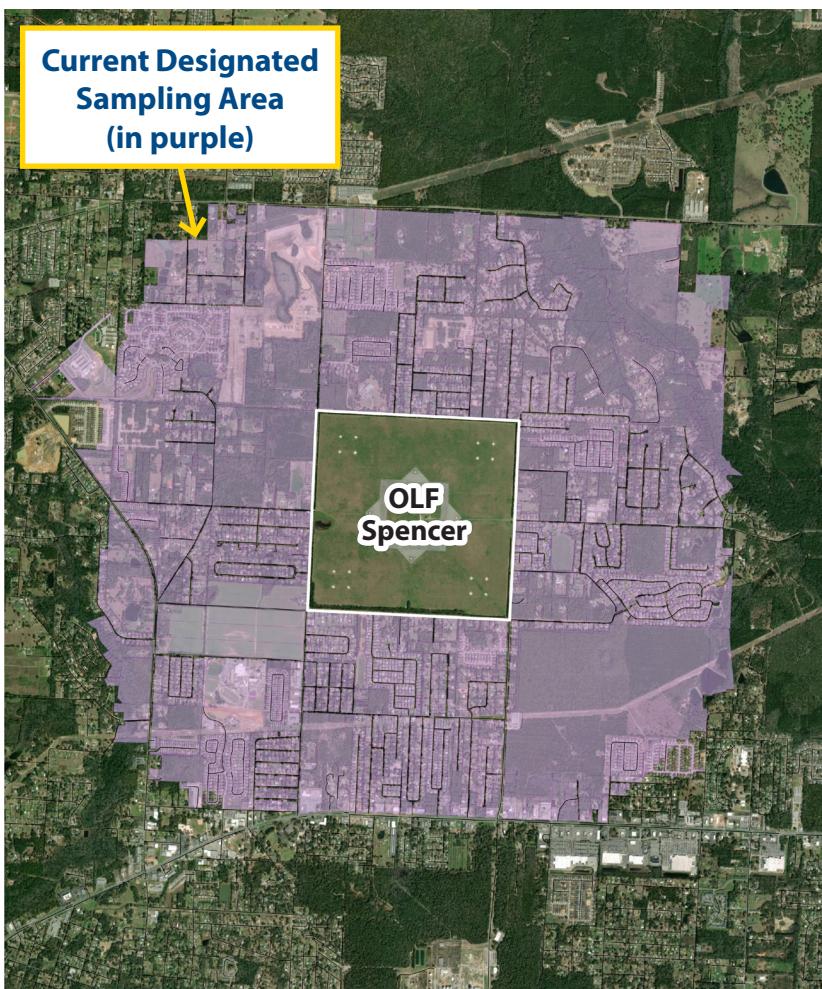 Current Designated
Sampling Area
(in purple)
OLF
Spencer